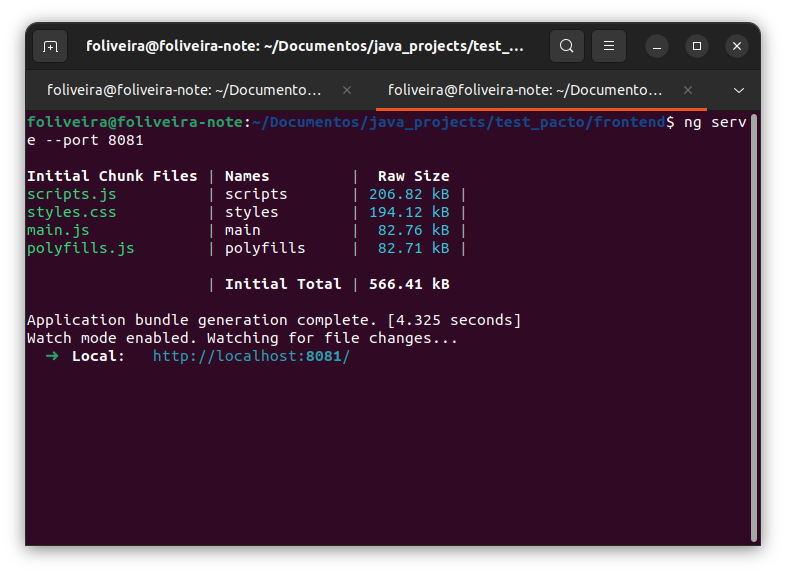 foliveira@foliveira-note: ~/Documentos/java_projects/test_...
foliveira@foliveira-note: ~/Documento... × foliveira@foliveira-note: ~/Documento... ×
foliveira@foliveira-note:~/Documentos/java_projects/test_pacto/frontend$ ng serv
e --port 8081
Initial Chunk Files | Names         |  Raw Size
scripts.js          | scripts       | 206.82 kB |
styles.css          | styles        | 194.12 kB |
main.js             | main          |  82.76 kB |
polyfills.js        | polyfills     |  82.71 kB |
                    | Initial Total | 566.41 kB
Application bundle generation complete. [4.325 seconds]
Watch mode enabled. Watching for file changes...
  ➜  Local:   http://localhost:8081/